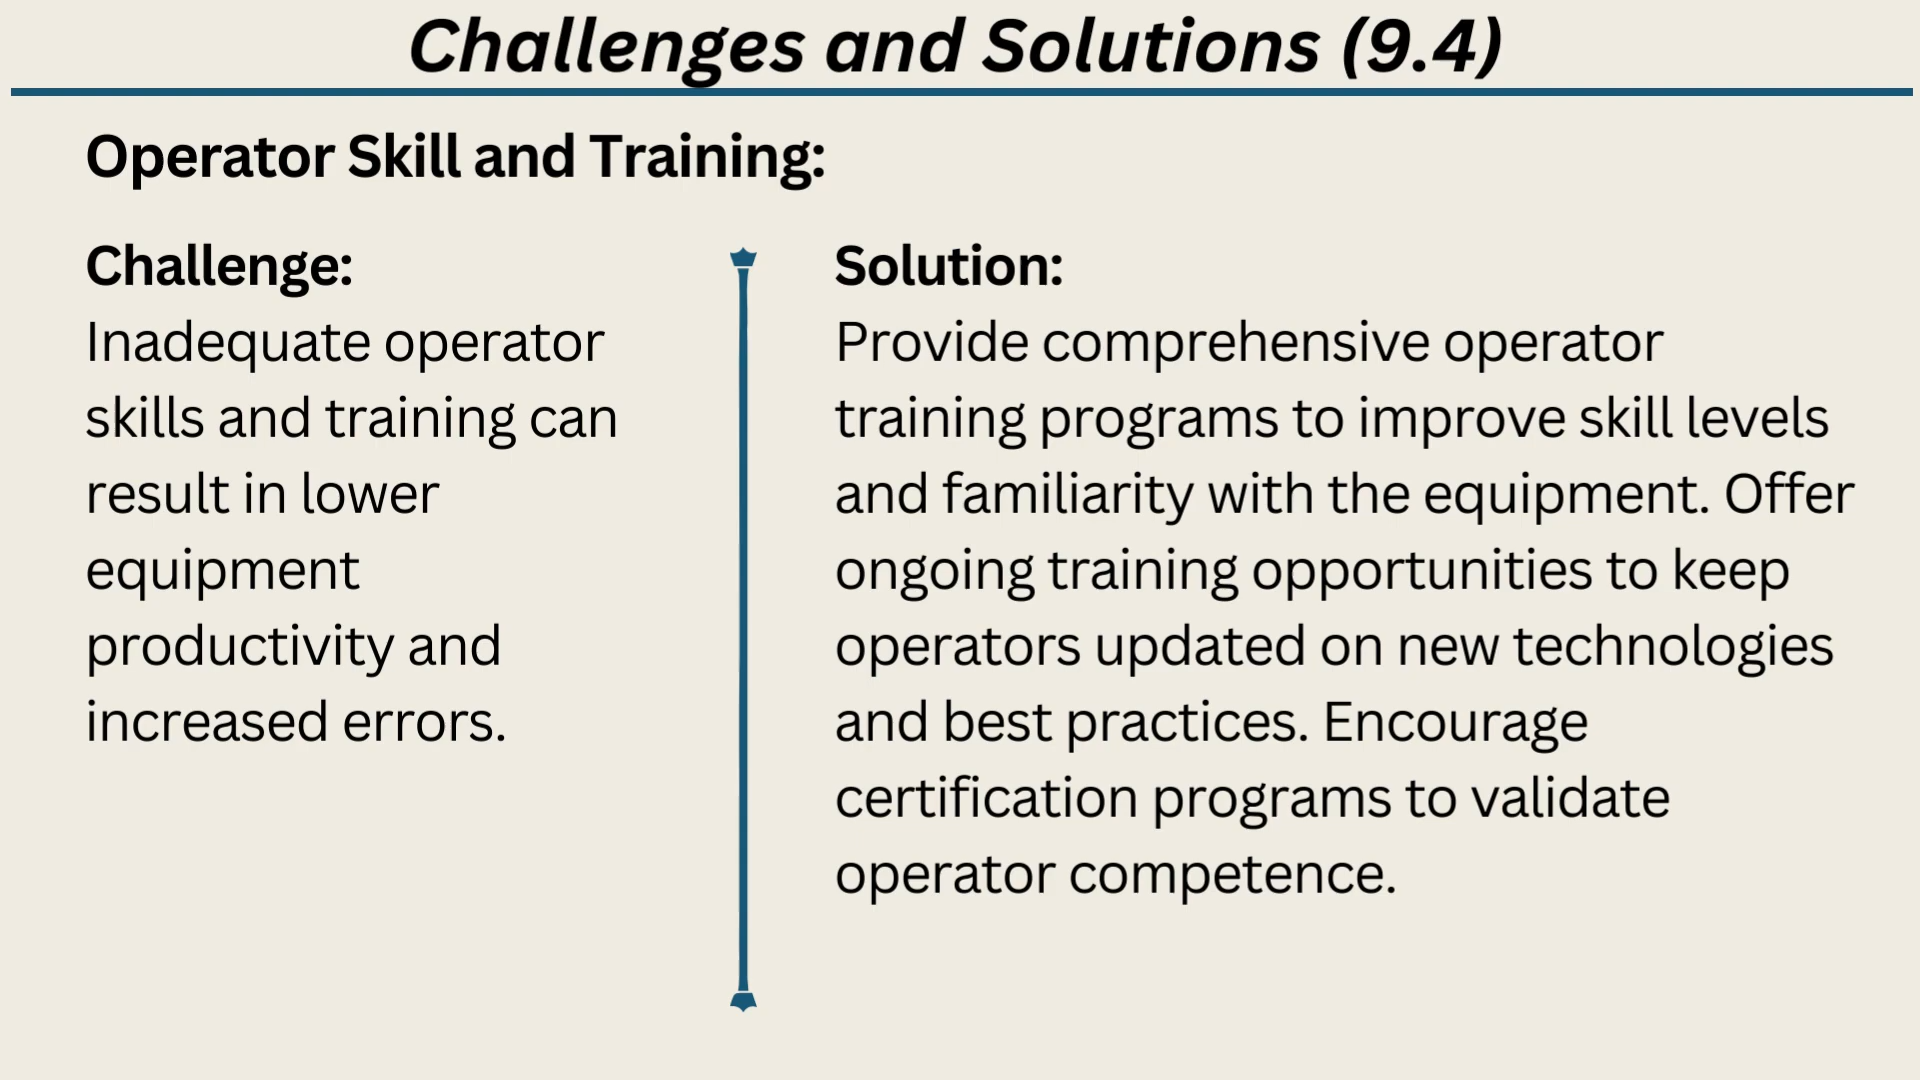 Challenges and Solutions (9.4)
Operator Skill and Training:
Challenge:
Inadequate operator
skills and training can
result in lower
equipment
productivity and
increased errors.
Solution:
Provide comprehensive operator
training programs to improve skill levels
and familiarity with the equipment. Offer
ongoing training opportunities to keep
operators updated on new technologies
and best practices. Encourage
certification programs to validate
operator competence.